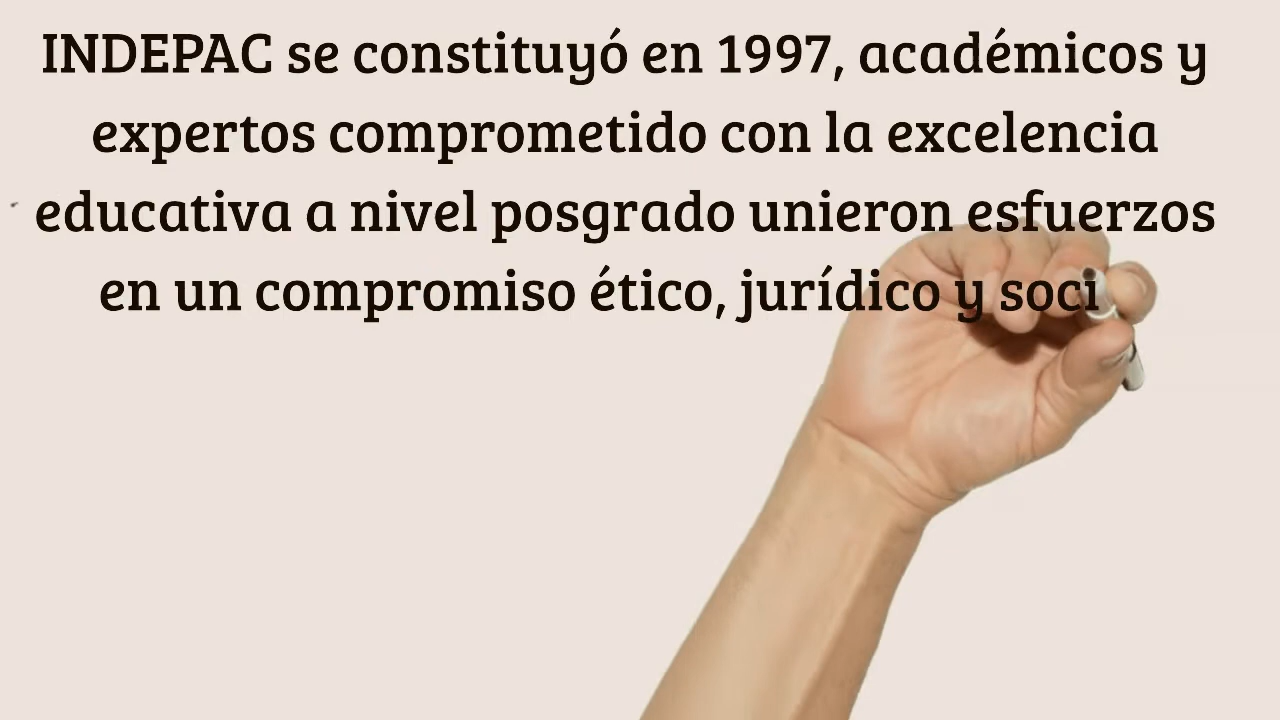 INDEPAC se constituyó en 1997, académicos y
expertos comprometido con la excelencia
educativa a nivel posgrado unieron esfuerzos
en un compromiso ético, jurídico y soci